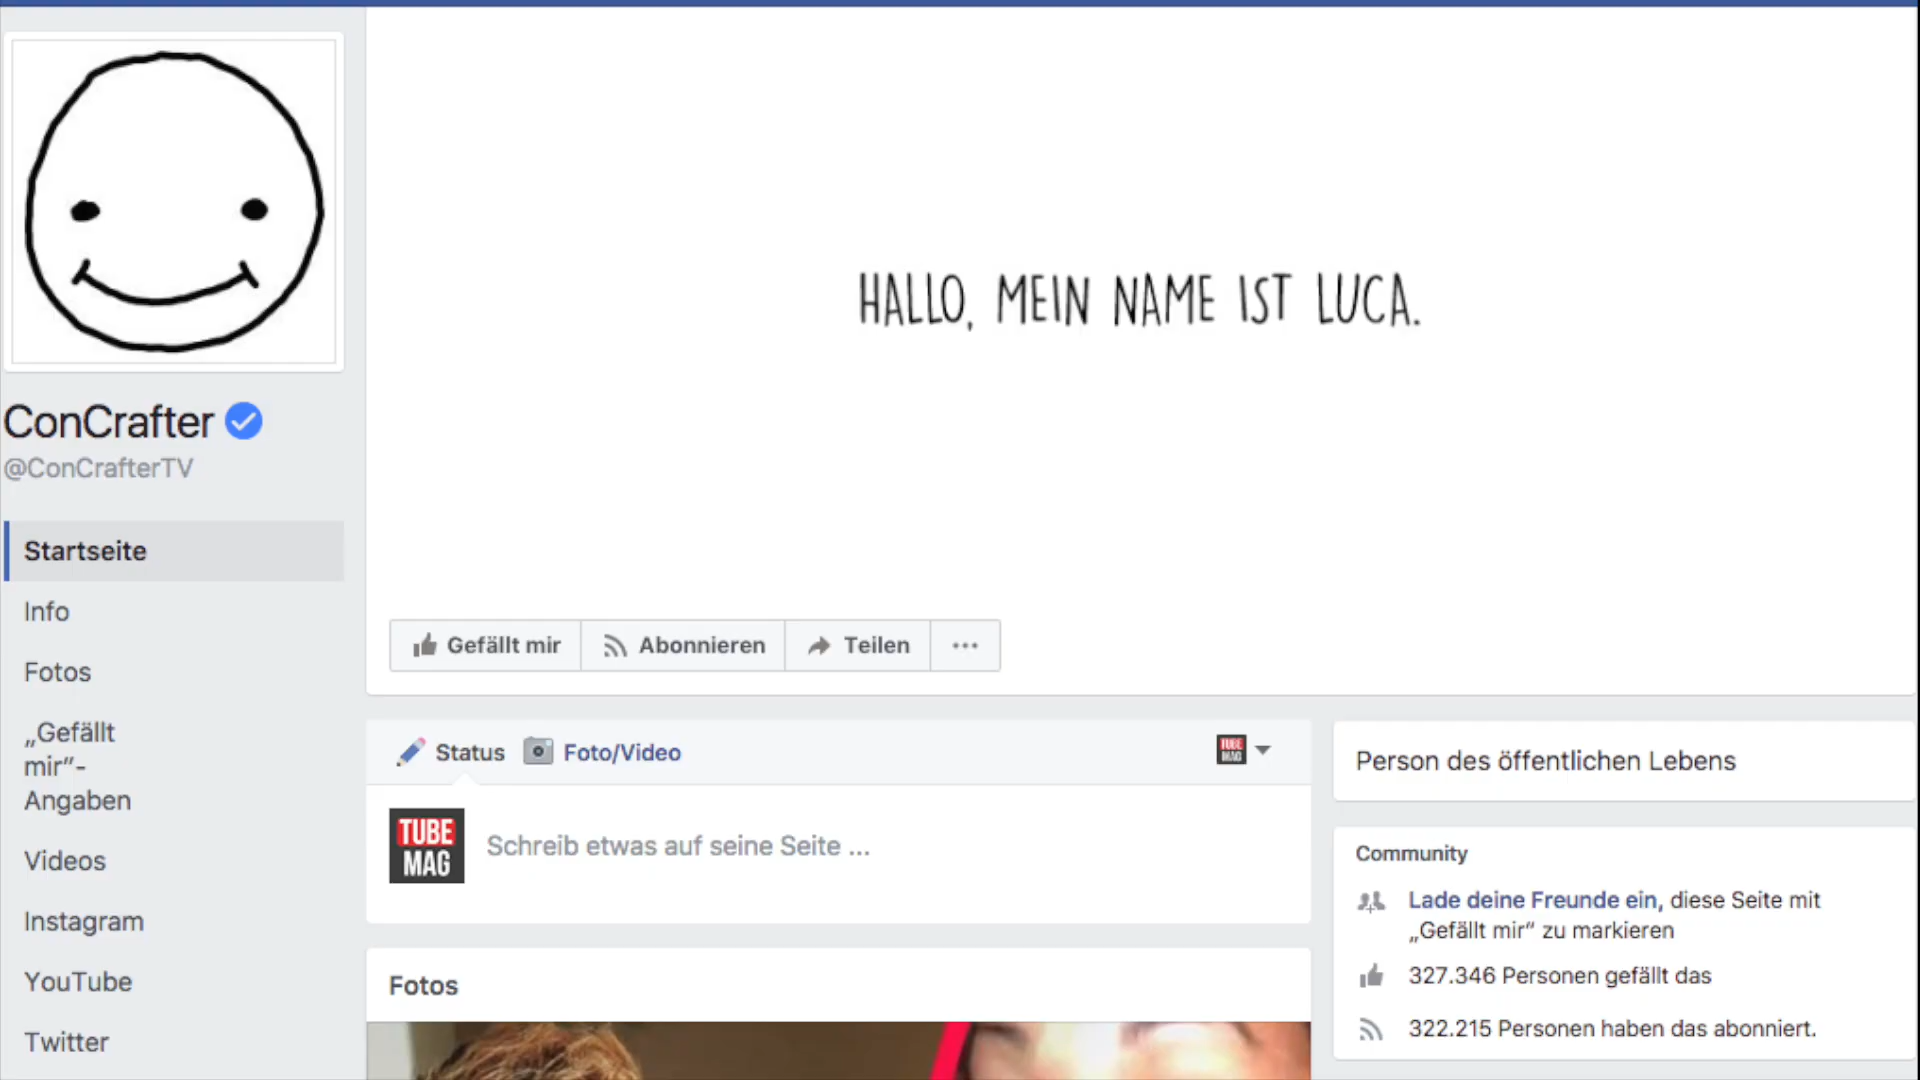 HALLO, MEIN NAME IST LUCA.
ConCrafter
@ConCrafterTV
Startseite
Info
Fotos
„Gefällt
mir“-
Angaben
Videos
Instagram
YouTube
Twitter
Gefällt mir
Abonnieren
Teilen
Status
Foto/Video
TUBE
MAG
TUBE
MAG
Schreib etwas auf seine Seite ...
Fotos
Person des öffentlichen Lebens
Community
Lade deine Freunde ein, diese Seite mit
„Gefällt mir“ zu markieren
327.346 Personen gefällt das
322.215 Personen haben das abonniert.